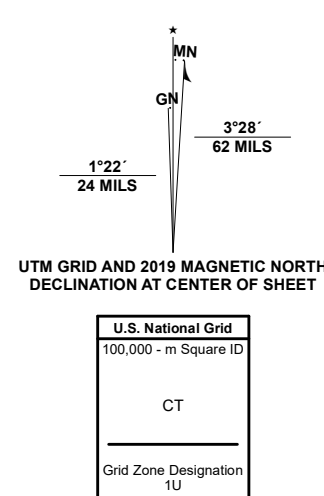 ★
MN
GN
3°28´
62 MILS
1°22´
24 MILS
UTM GRID AND 2019 MAGNETIC NORTH
DECLINATION AT CENTER OF SHEET
U.S. National Grid
100,000 - m Square ID
CT
Grid Zone Designation
1U